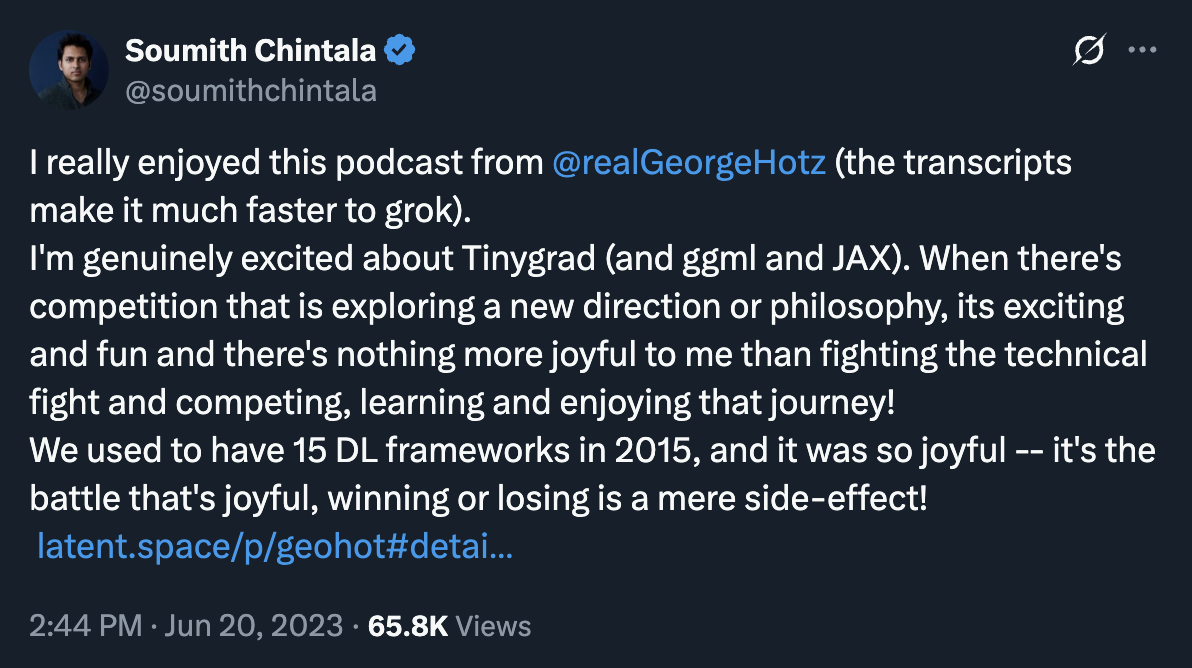 Soumith Chintala
@soumithchintala
I really enjoyed this podcast from @realGeorgeHotz (the transcripts
make it much faster to grok).
I'm genuinely excited about Tinygrad (and ggml and JAX). When there's
competition that is exploring a new direction or philosophy, its exciting
and fun and there's nothing more joyful to me than fighting the technical
fight and competing, learning and enjoying that journey!
We used to have 15 DL frameworks in 2015, and it was so joyful -- it's the
battle that's joyful, winning or losing is a mere side-effect!
latent.space/p/geohot#detai...
2:44 PM · Jun 20, 2023 · 65.8K Views